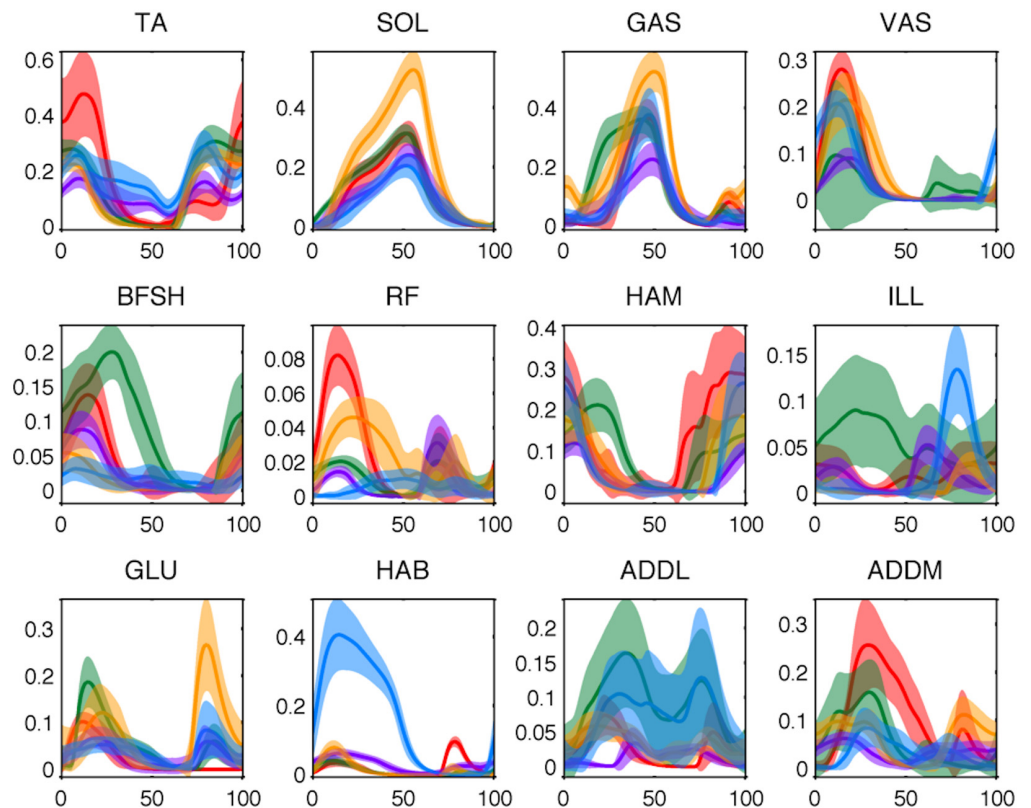 TA SOL GAS VAS
0.6 0.3
0.4 0.4 0.4 0.2
0.2 0.2 0.2 0.1
0 0 0 0
0 50 100 0 50 100 0 50 100 0 50 100
BFSH RF HAM ILL
0.2 0.08 0.4 0.15
0.15 0.06 0.3 0.1
0.1 0.04 0.2 0.05
0.05 0.02 0.1 0
0 0 0
0 50 100 0 50 100 0 50 100 0 50 100
GLU HAB ADDL ADDM
0.3 0.4 0.2 0.3
0.2 0.2 0.15 0.2
0.1 0 0.1 0.1
0 0.05 0
0
0 50 100 0 50 100 0 50 100 0 50 100